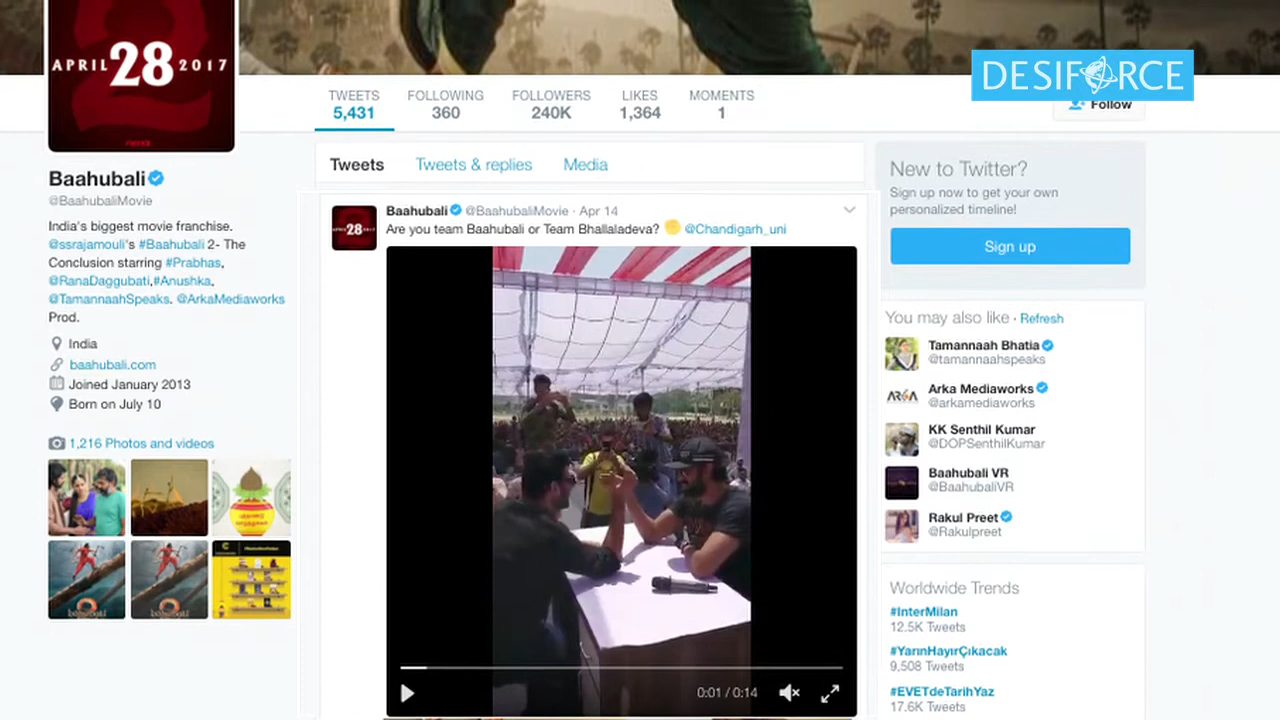 APRIL 28 2017
DESIFORCE
TWEETS
5,431
FOLLOWING
360
FOLLOWERS
240K
LIKES
1,364
MOMENTS
1
Follow
Baahubali
@BaahubaliMovie
India's biggest movie franchise.
@ssrajamouli's #Baahubali 2- The
Conclusion starring #Prabhas,
@RanaDaggubati,#Anushka,
@TamannaahSpeaks. @ArkaMediaworks
Prod.
India
baahubali.com
Joined January 2013
Born on July 10
1,216 Photos and videos
Tweets
Tweets & replies
Media
Baahubali @BaahubaliMovie · Apr 14
Are you team Baahubali or Team Bhallaladeva? ✊ @Chandigarh_uni
0:01 / 0:14
New to Twitter?
Sign up now to get your own
personalized timeline!
Sign up
You may also like · Refresh
Tamannaah Bhatia
@tamannaahspeaks
Arka Mediaworks
@arkamediaworks
KK Senthil Kumar
@DOPSenthilKumar
Baahubali VR
@BaahubaliVR
Rakul Preet
@Rakulpreet
Worldwide Trends
#InterMilan
12.5K Tweets
#YarınHayırÇıkacak
9,508 Tweets
#EVETdeTarihYaz
17.6K Tweets